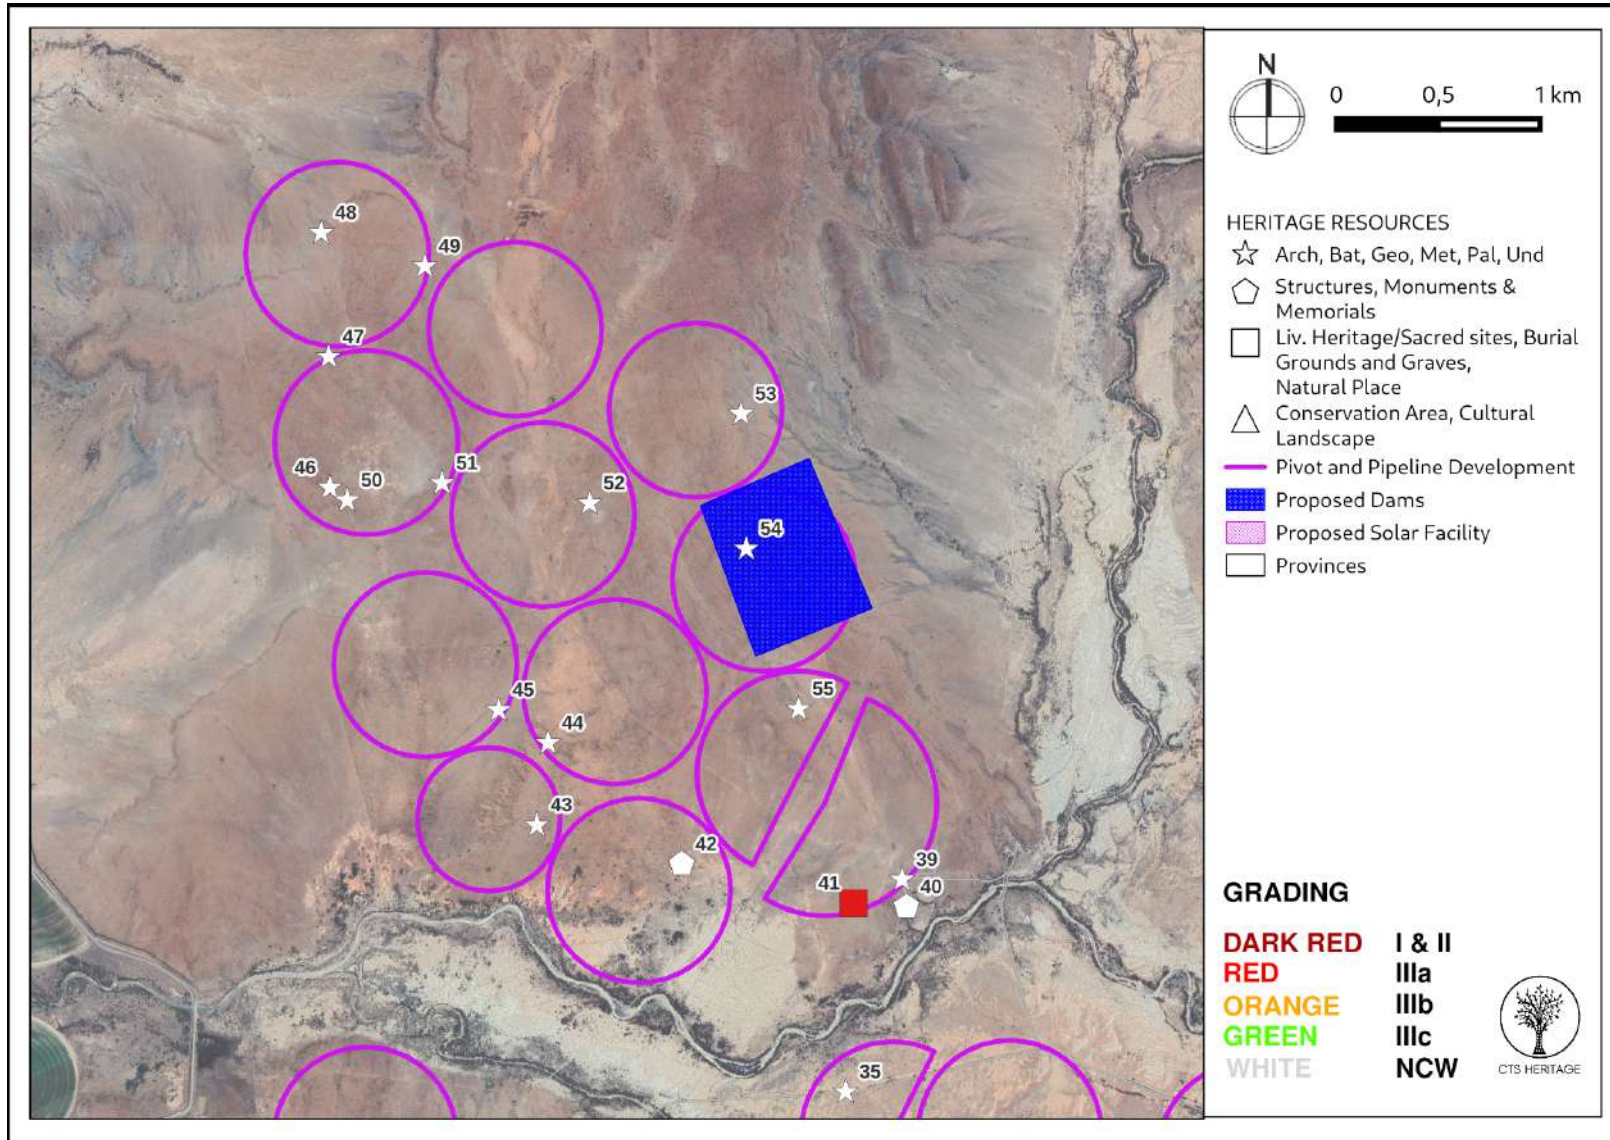 N
0 0,5 1 km
HERITAGE RESOURCES
Arch, Bat, Geo, Met, Pal, Und
Structures, Monuments &
Memorials
Liv. Heritage/Sacred sites, Burial
Grounds and Graves,
Natural Place
Conservation Area, Cultural
Landscape
Pivot and Pipeline Development
Proposed Dams
Proposed Solar Facility
Provinces
GRADING
DARK RED I & II
RED IIIa
ORANGE IIIb
GREEN IIIc
WHITE NCW
CTS HERITAGE
48
49
47
53
51
46
50
52
54
45
55
44
43
42
39
41
40
35